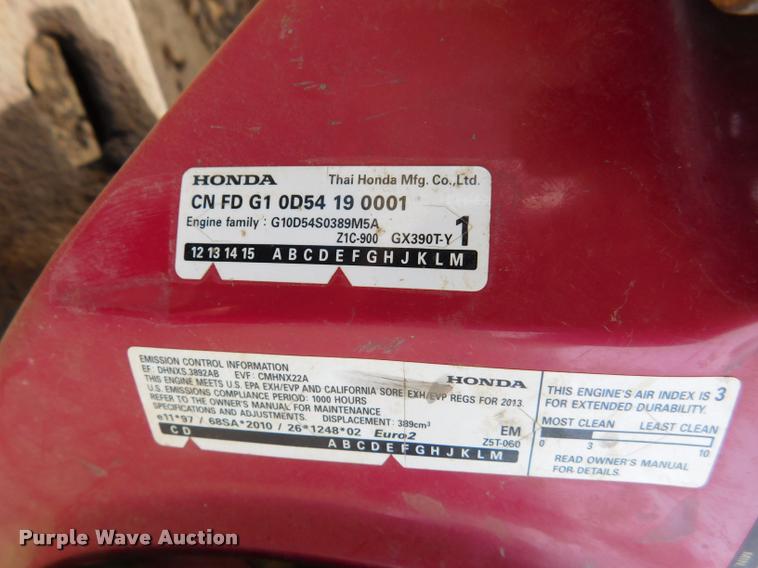 HONDA Thai Honda Mfg. Co.,Ltd.
CN FD G1 0D54 19 0001
Engine family : G10D54S0389M5A
Z1C-900 GX390T-Y 1
12 13 14 15 A B C D E F G H J K L M
EMISSION CONTROL INFORMATION
EF: DHNXS.3892AB EVF: CMHNX22A HONDA
THIS ENGINE MEETS U.S. EPA EXH/EVP AND CALIFORNIA SORE EXH/EVP REGS FOR 2013.
U.S. EMISSIONS COMPLIANCE PERIOD: 1000 HOURS
REFER TO THE OWNER'S MANUAL FOR MAINTENANCE
SPECIFICATIONS AND ADJUSTMENTS. DISPLACEMENT: 389cm³ EM
e11*97 / 68SA*2010 / 26*1248*02 Euro2 Z5T-060
C D A B C D E F G H J K L M
THIS ENGINE'S AIR INDEX IS 3
FOR EXTENDED DURABILITY.
MOST CLEAN LEAST CLEAN
0 3 10
READ OWNER'S MANUAL
FOR DETAILS.
Purple Wave Auction